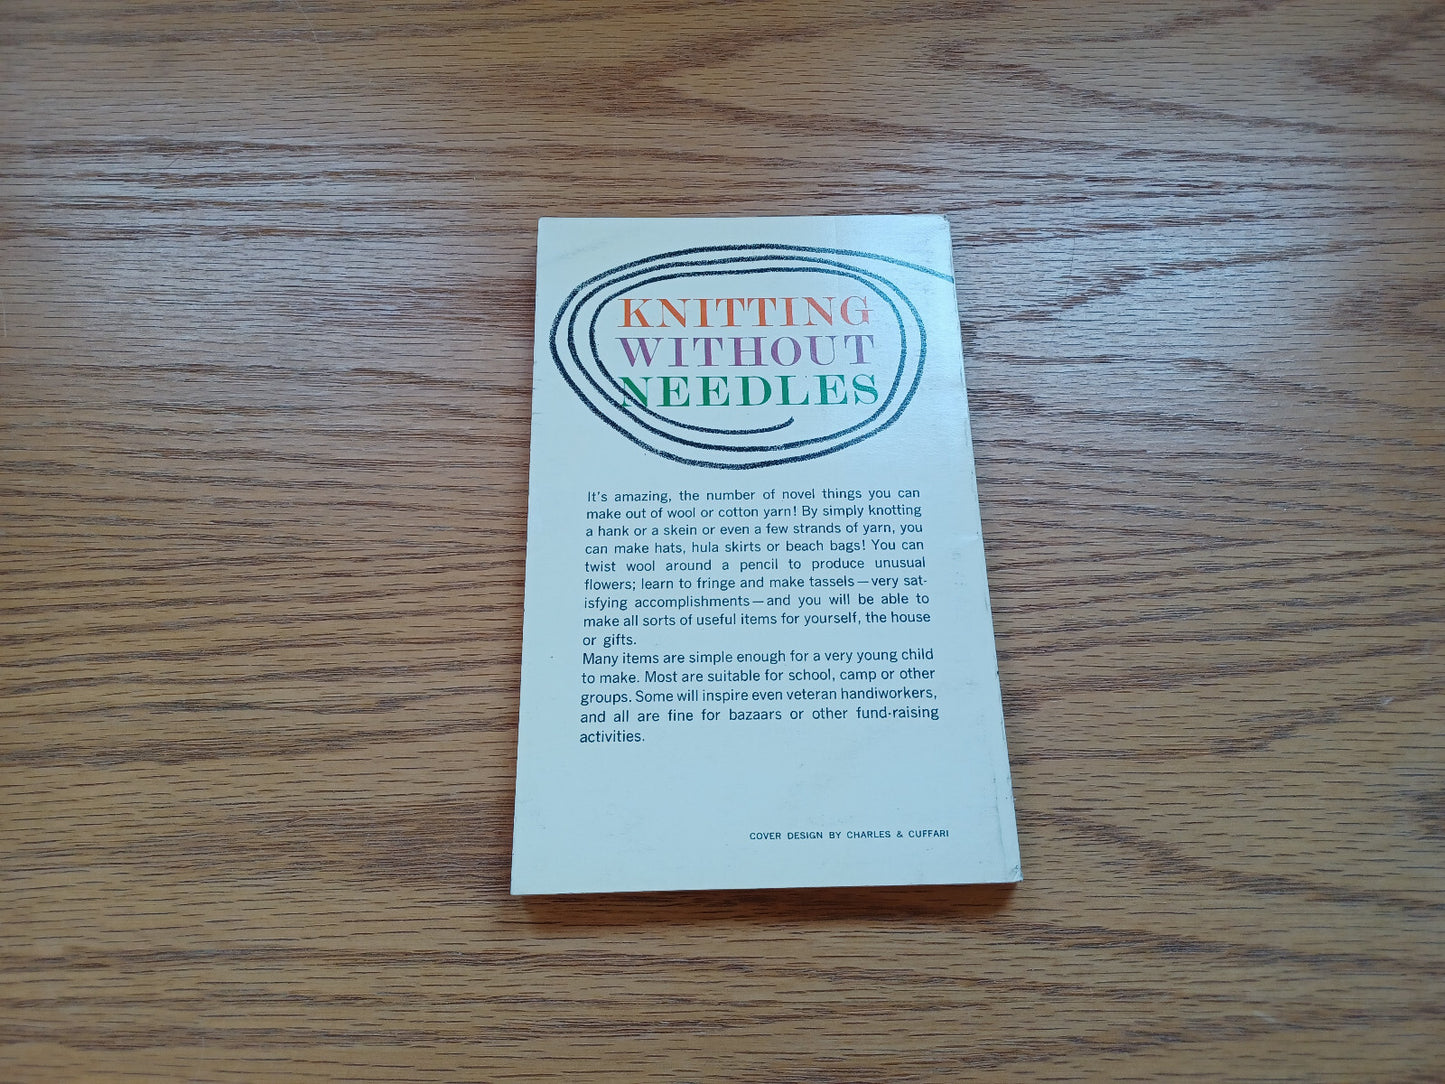 KNITTING
WITHOUT
NEEDLES
It's amazing, the number of novel things you can
make out of wool or cotton yarn! By simply knotting
a hank or a skein or even a few strands of yarn, you
can make hats, hula skirts or beach bags! You can
twist wool around a pencil to produce unusual
flowers; learn to fringe and make tassels—very sat-
isfying accomplishments—and you will be able to
make all sorts of useful items for yourself, the house
or gifts.
Many items are simple enough for a very young child
to make. Most are suitable for school, camp or other
groups. Some will inspire even veteran handiworkers,
and all are fine for bazaars or other fund-raising
activities.
COVER DESIGN BY CHARLES & CUFFARI